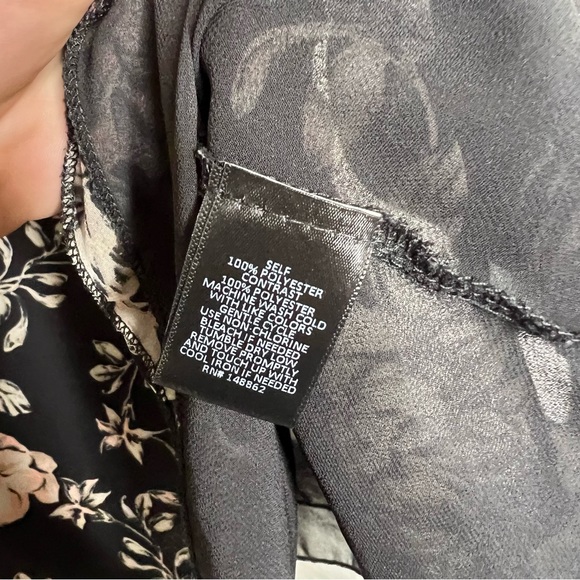 SELF
100% POLYESTER
CONTRAST
100% POLYESTER
MACHINE WASH COLD
WITH LIKE COLORS
GENTLE CYCLE
USE NON-CHLORINE
BLEACH IF NEEDED
TUMBLE DRY LOW
REMOVE PROMPTLY
AND TOUCH UP WITH
COOL IRON IF NEEDED
RN# 148862